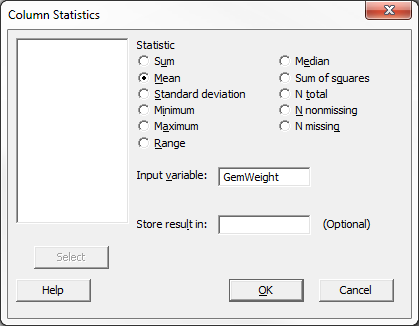 Column Statistics
Statistic
Sum
Mean
Standard deviation
Minimum
Maximum
Range
Median
Sum of squares
N total
N nonmissing
N missing
Input variable: GemWeight
Store result in: (Optional)
Select
Help OK Cancel